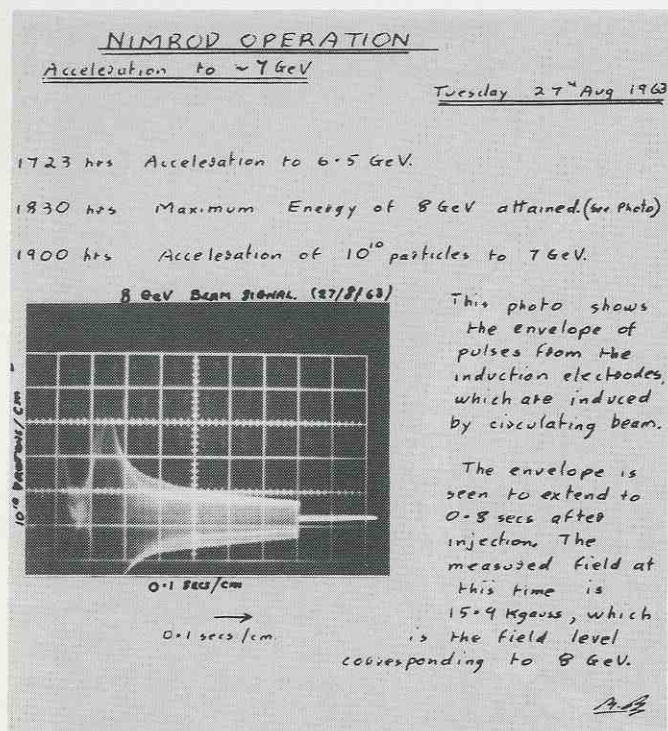 NIMROD OPERATION
Acceleration to ~ 7 GeV
Tuesday 27th Aug 1963
1723 hrs Acceleration to 6.5 GeV.
1830 hrs Maximum Energy of 8 GeV attained. (see Photo)
1900 hrs Acceleration of 10¹⁰ particles to 7 GeV.
8 GeV BEAM SIGNAL. (27/8/63)
10¹⁰ PROTONS/CM
0.1 SECS/CM
0.1 secs/cm.
This photo shows
the envelope of
pulses from the
induction electrodes,
which are induced
by circulating beam.
The envelope is
seen to extend to
0.8 secs after
injection. The
measured field at
this time is
15.9 Kgauss, which
is the field level
corresponding to 8 GeV.